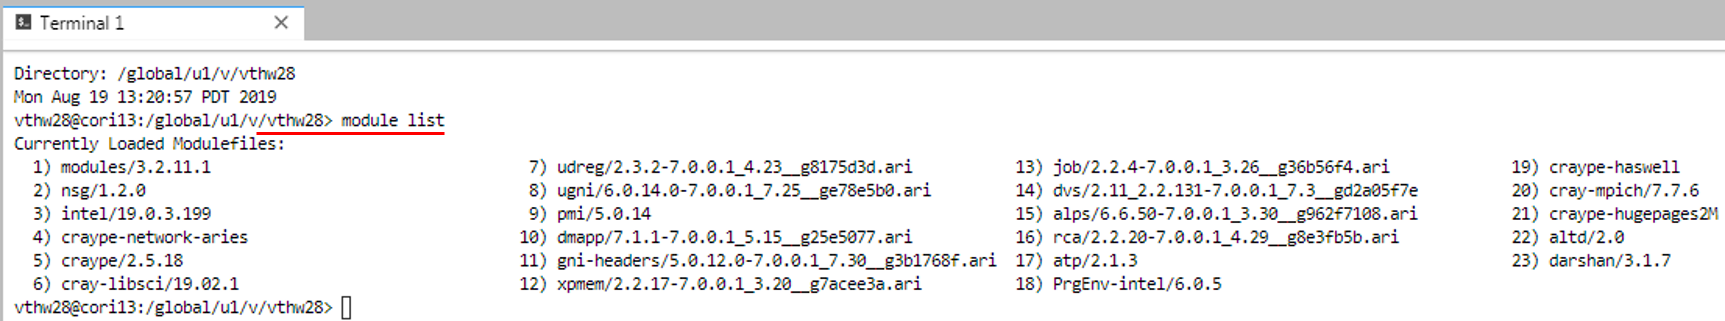 Terminal 1
Directory: /global/u1/v/vthw28
Mon Aug 19 13:20:57 PDT 2019
vthw28@cori13:/global/u1/v/vthw28> module list
Currently Loaded Modulefiles:
1) modules/3.2.11.1 7) udreg/2.3.2-7.0.0.1_4.23__g8175d3d.ari 13) job/2.2.4-7.0.0.1_3.26__g36b56f4.ari 19) craype-haswell
2) nsg/1.2.0 8) ugni/6.0.14.0-7.0.0.1_7.25__ge78e5b0.ari 14) dvs/2.11_2.2.131-7.0.0.1_7.3__gd2a05f7e 20) cray-mpich/7.7.6
3) intel/19.0.3.199 9) pmi/5.0.14 15) alps/6.6.50-7.0.0.1_3.30__g962f7108.ari 21) craype-hugepages2M
4) craype-network-aries 10) dmapp/7.1.1-7.0.0.1_5.15__g25e5077.ari 16) rca/2.2.20-7.0.0.1_4.29__g8e3fb5b.ari 22) altd/2.0
5) craype/2.5.18 11) gni-headers/5.0.12.0-7.0.0.1_7.30__g3b1768f.ari 17) atp/2.1.3 23) darshan/3.1.7
6) cray-libsci/19.02.1 12) xpmem/2.2.17-7.0.0.1_3.20__g7acee3a.ari 18) PrgEnv-intel/6.0.5
vthw28@cori13:/global/u1/v/vthw28>